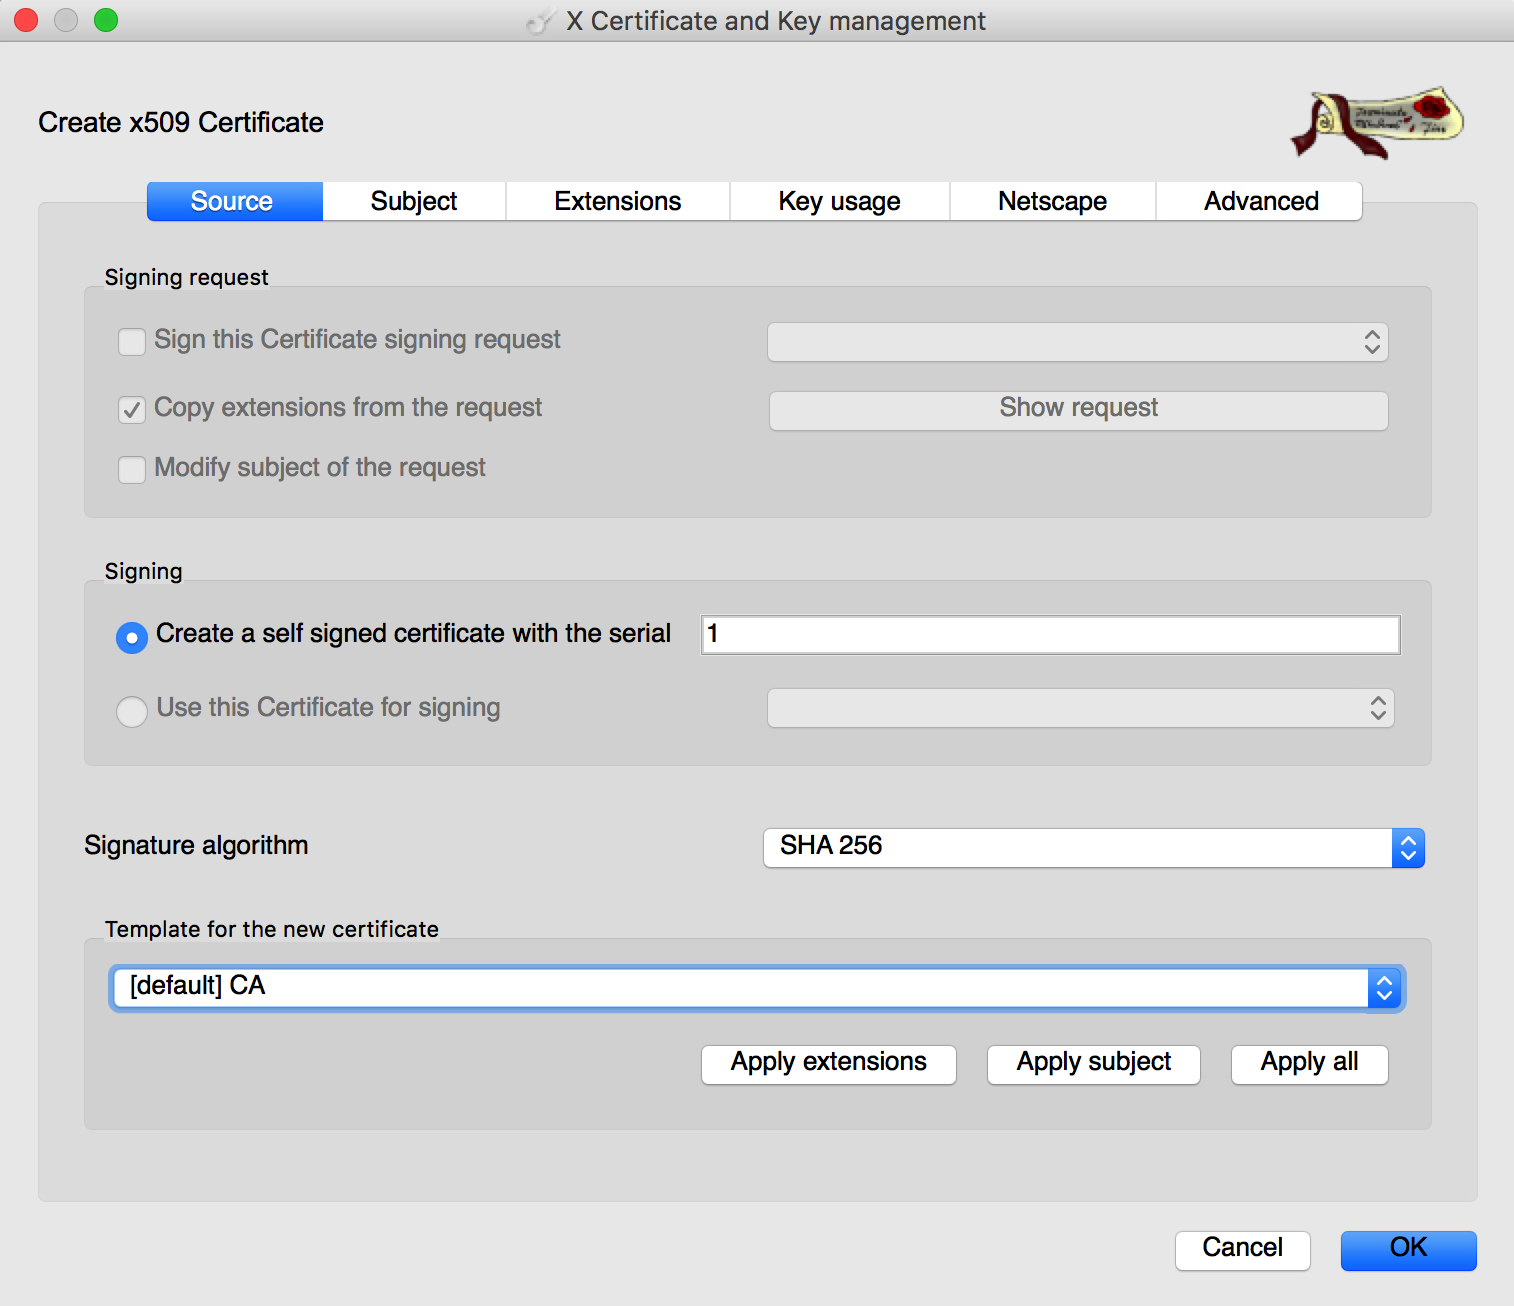 X Certificate and Key management
Create x509 Certificate
Source Subject Extensions Key usage Netscape Advanced
Signing request
Sign this Certificate signing request
Copy extensions from the request Show request
Modify subject of the request
Signing
Create a self signed certificate with the serial 1
Use this Certificate for signing
Signature algorithm SHA 256
Template for the new certificate
[default] CA
Apply extensions Apply subject Apply all
Cancel OK